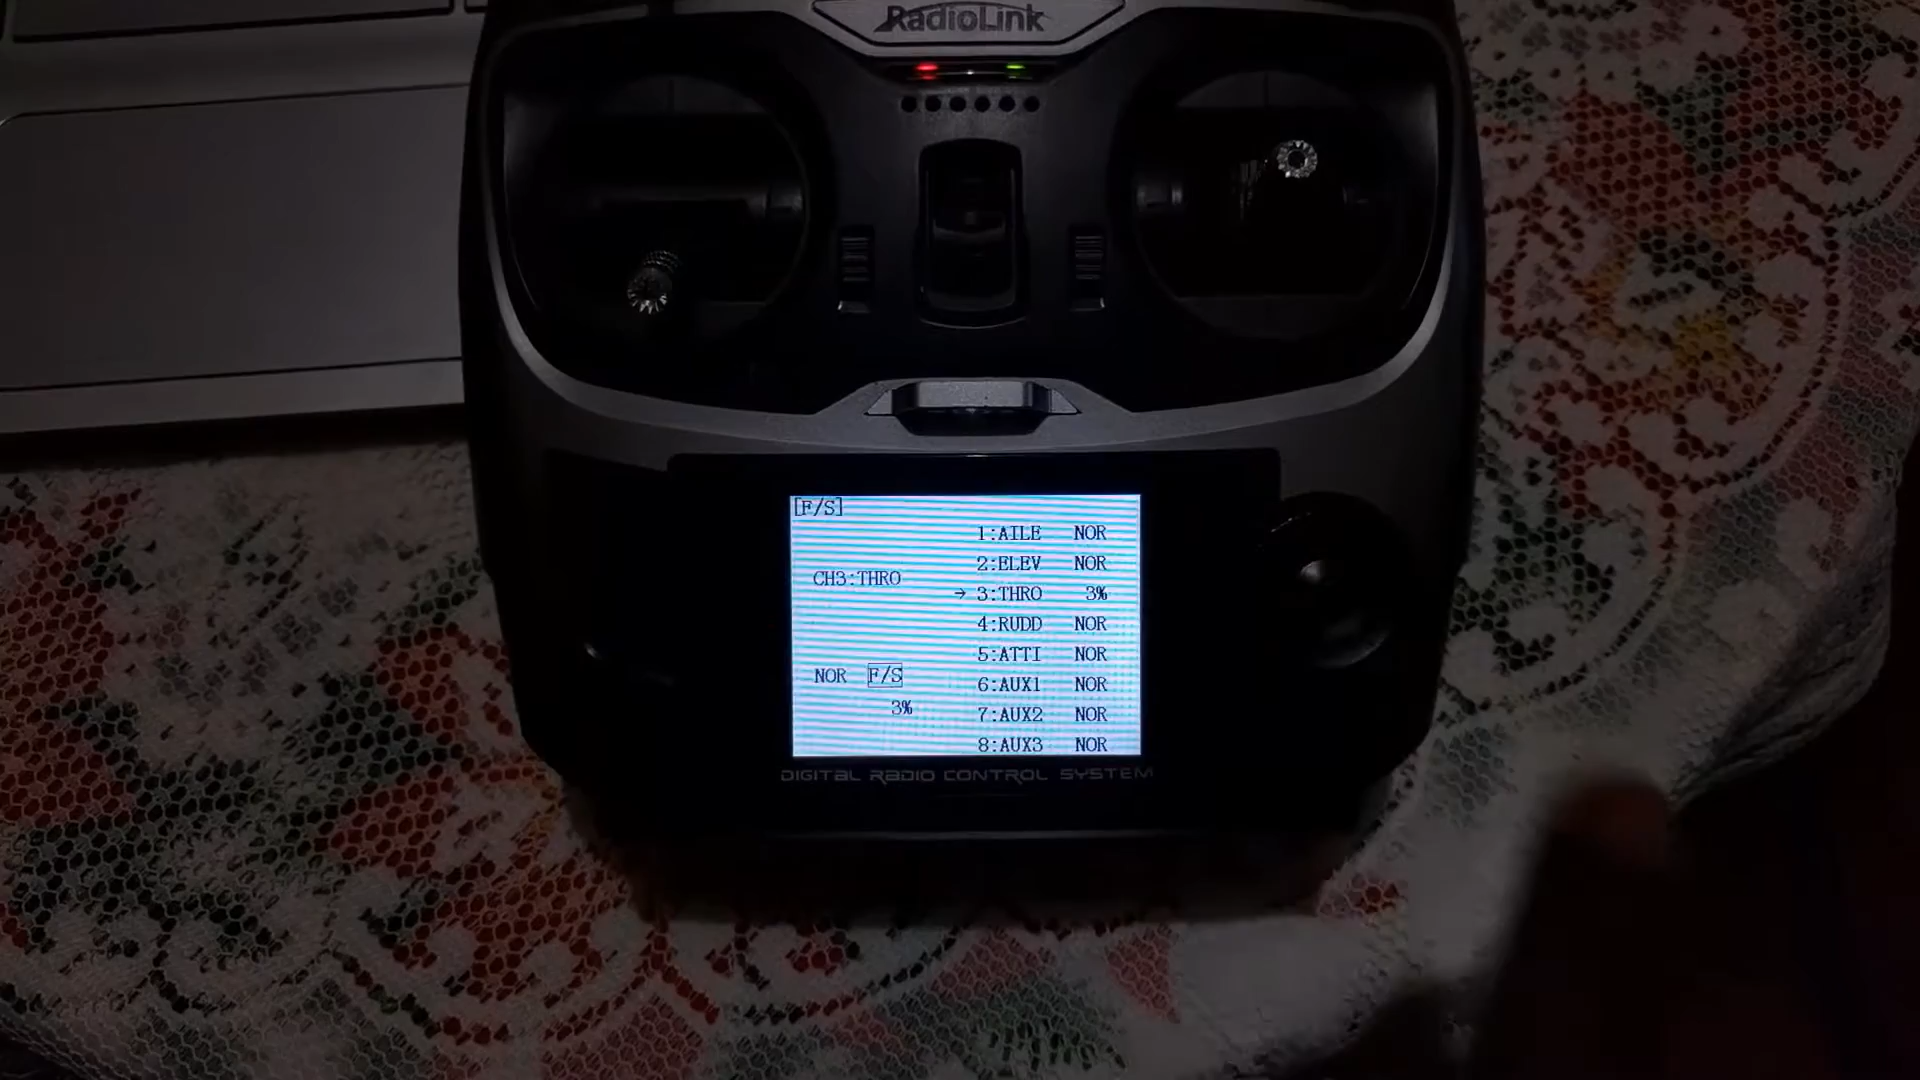 RadioLink
[F/S]
1:AILE NOR
2:ELEV NOR
CH3:THRO
→ 3:THRO 3%
4:RUDD NOR
5:ATTI NOR
NOR F/S
6:AUX1 NOR
3%
7:AUX2 NOR
8:AUX3 NOR
DIGITAL RADIO CONTROL SYSTEM